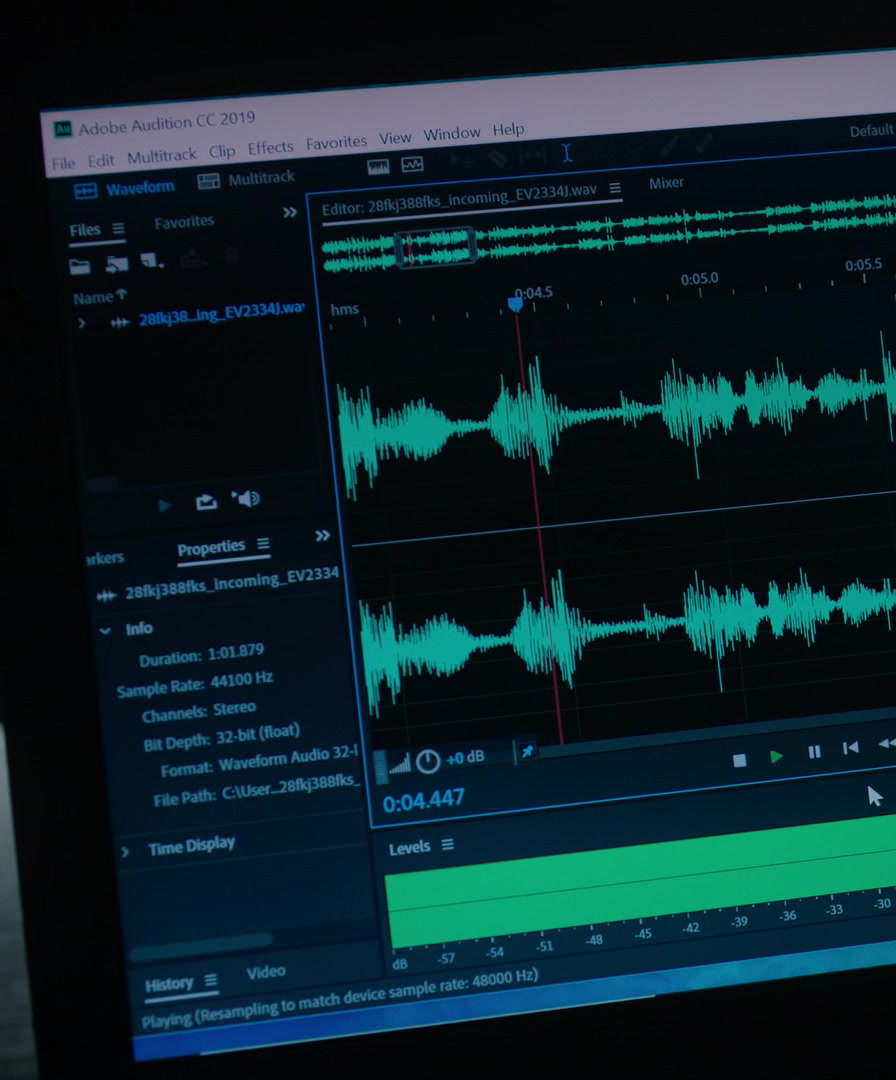 Au Adobe Audition CC 2019
File Edit Multitrack Clip Effects Favorites View Window Help
Waveform Multitrack
Default
Files Favorites
Editor: 28fkj388fks_incoming_EV2334J.wav Mixer
Name
28fkj38_ing_EV2334J.wav
hms 0:04.5 0:05.0 0:05.5
arkers Properties
28fkj388fks_incoming_EV2334
Info
Duration: 1:01.879
Sample Rate: 44100 Hz
Channels: Stereo
Bit Depth: 32-bit (float)
Format: Waveform Audio 32-
File Path: C:\User_28fkj388fks_
Time Display
+0 dB
0:04.447
Levels
dB -57 -54 -51 -48 -45 -42 -39 -36 -33 -30
History Video
Playing (Resampling to match device sample rate: 48000 Hz)